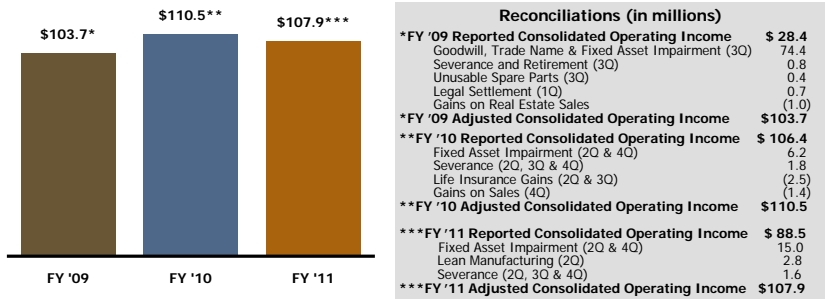 $103.7*
$110.5**
$107.9***
FY '09
FY '10
FY '11
Reconciliations (in millions)
*FY '09 Reported Consolidated Operating Income $ 28.4
Goodwill, Trade Name & Fixed Asset Impairment (3Q) 74.4
Severance and Retirement (3Q) 0.8
Unusable Spare Parts (3Q) 0.4
Legal Settlement (1Q) 0.7
Gains on Real Estate Sales (1.0)
*FY '09 Adjusted Consolidated Operating Income $103.7
**FY '10 Reported Consolidated Operating Income $ 106.4
Fixed Asset Impairment (2Q & 4Q) 6.2
Severance (2Q, 3Q & 4Q) 1.8
Life Insurance Gains (2Q & 3Q) (2.5)
Gains on Sales (4Q) (1.4)
**FY '10 Adjusted Consolidated Operating Income $110.5
***FY '11 Reported Consolidated Operating Income $ 88.5
Fixed Asset Impairment (2Q & 4Q) 15.0
Lean Manufacturing (2Q) 2.8
Severance (2Q, 3Q & 4Q) 1.6
***FY '11 Adjusted Consolidated Operating Income $107.9